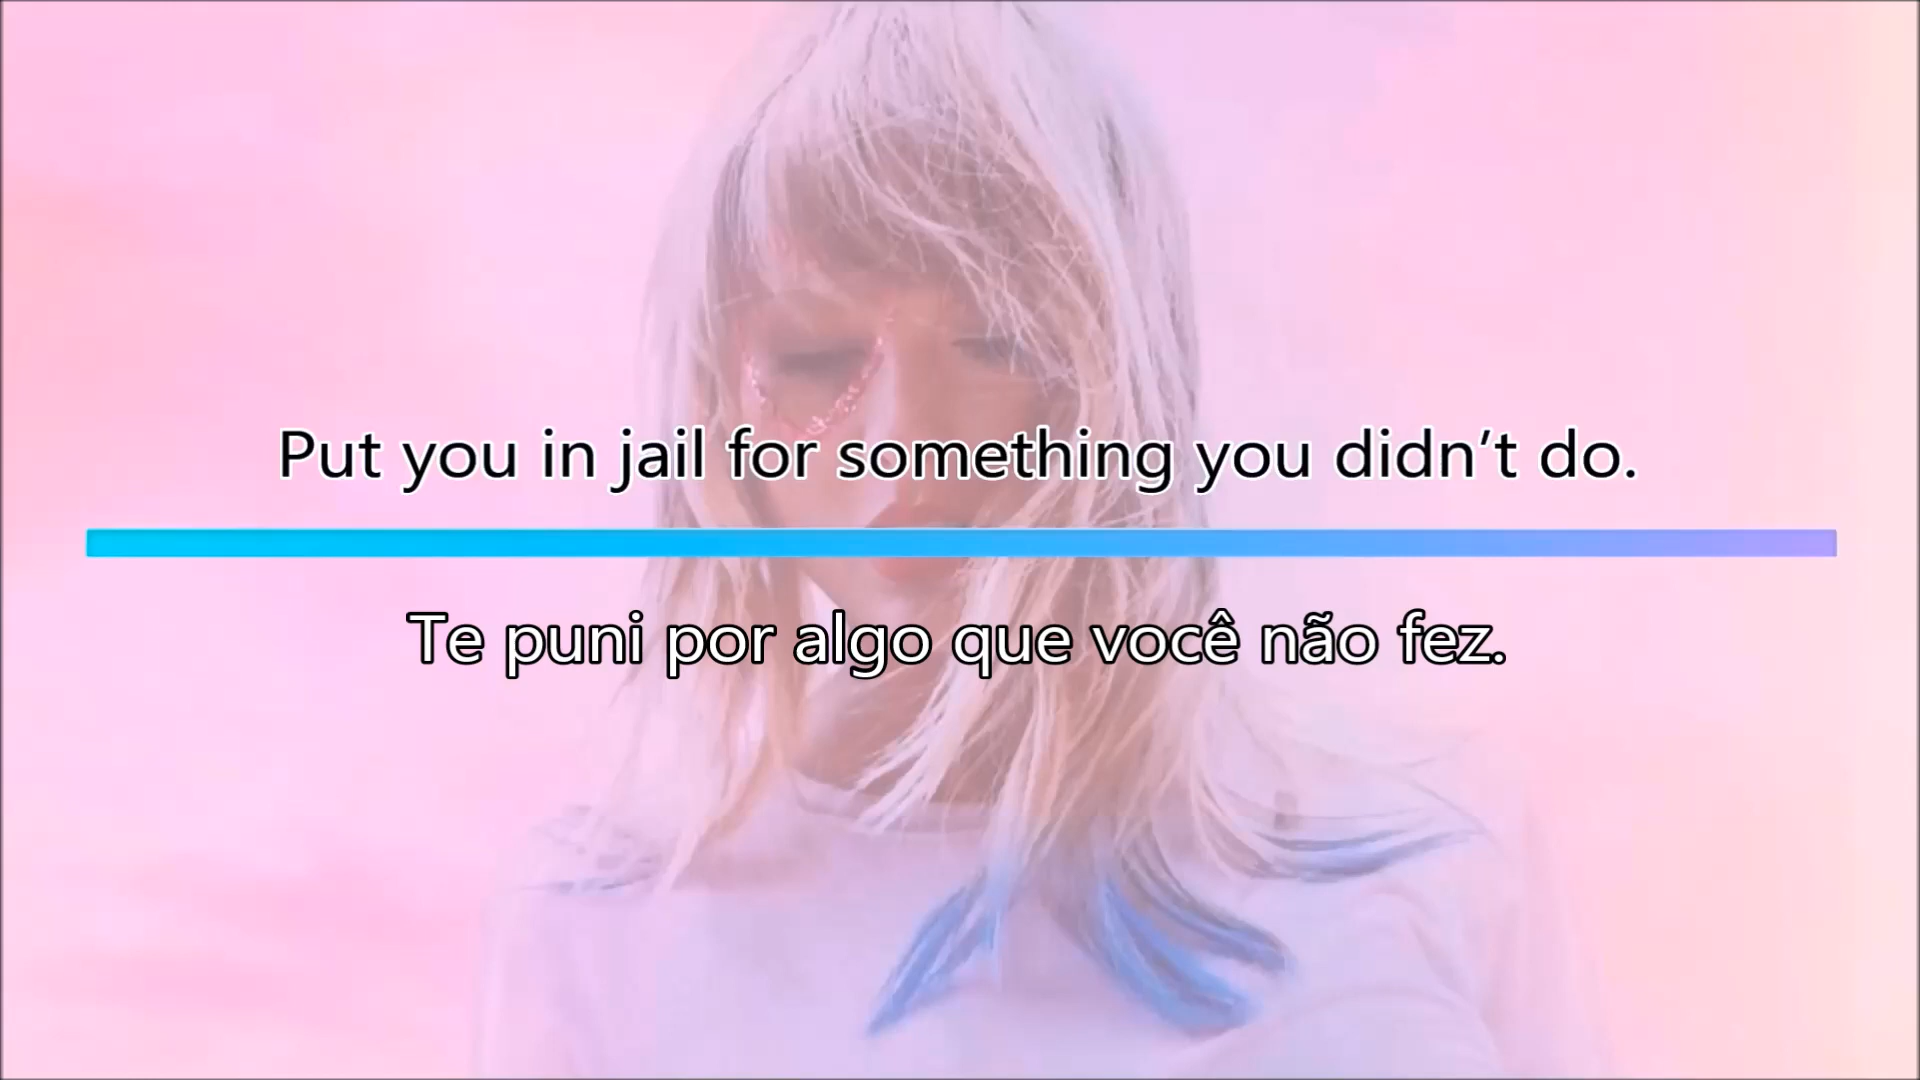 Put you in jail for something you didn’t do.
Te puni por algo que você não fez.